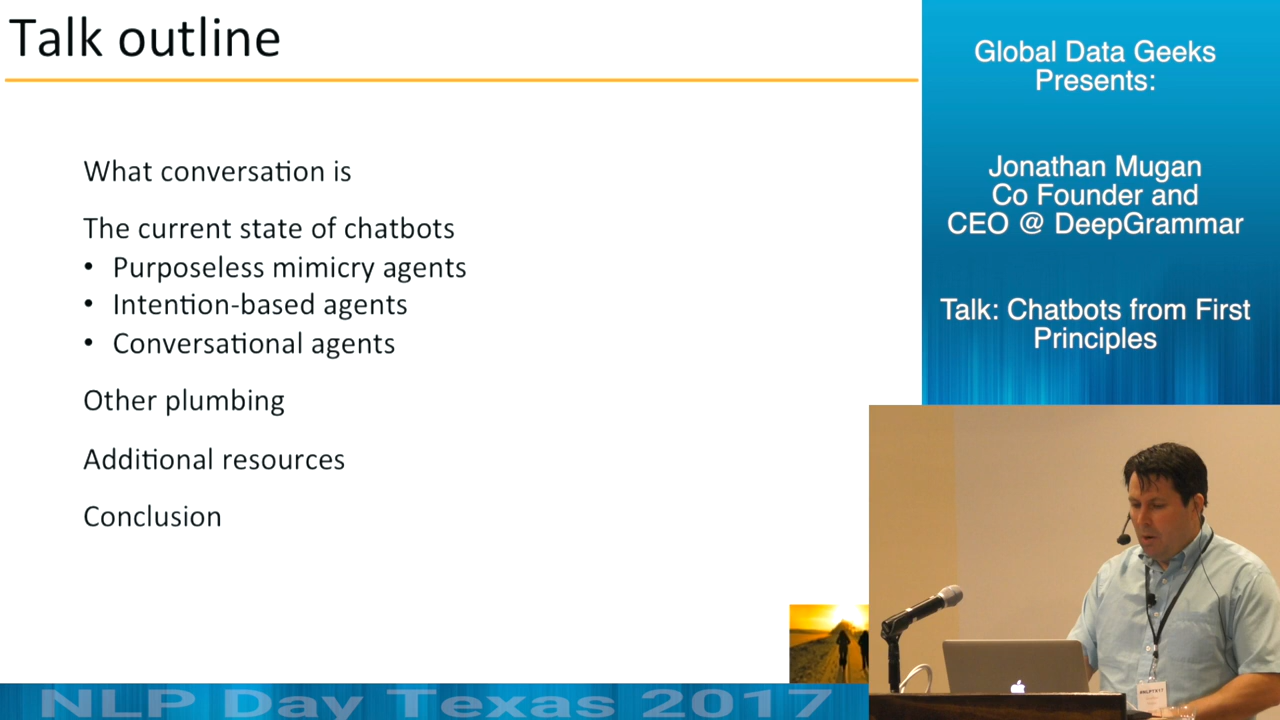 Talk outline
What conversation is
The current state of chatbots
• Purposeless mimicry agents
• Intention-based agents
• Conversational agents
Other plumbing
Additional resources
Conclusion
Global Data Geeks
Presents:
Jonathan Mugan
Co Founder and
CEO @ DeepGrammar
Talk: Chatbots from First
Principles
#NLPTX17
NLP Day Texas 2017